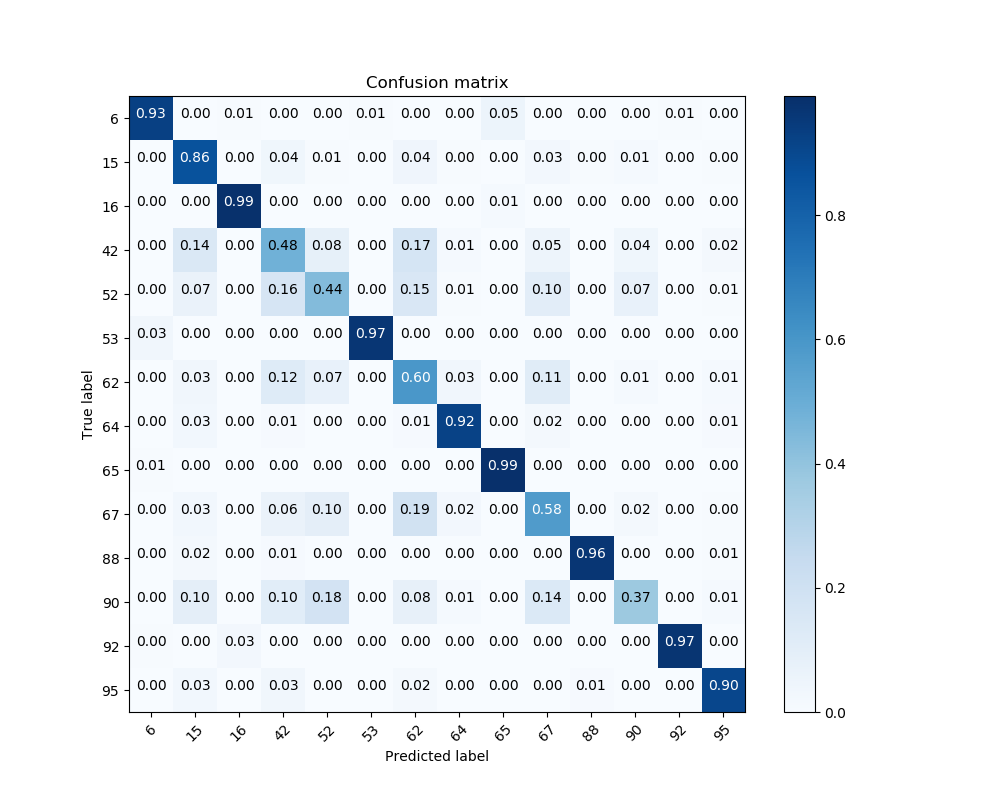 Confusion matrix
6 0.93 0.00 0.01 0.00 0.00 0.01 0.00 0.00 0.05 0.00 0.00 0.00 0.01 0.00
15 0.00 0.86 0.00 0.04 0.01 0.00 0.04 0.00 0.00 0.03 0.00 0.01 0.00 0.00
16 0.00 0.00 0.99 0.00 0.00 0.00 0.00 0.00 0.01 0.00 0.00 0.00 0.00 0.00
42 0.00 0.14 0.00 0.48 0.08 0.00 0.17 0.01 0.00 0.05 0.00 0.04 0.00 0.02
52 0.00 0.07 0.00 0.16 0.44 0.00 0.15 0.01 0.00 0.10 0.00 0.07 0.00 0.01
53 0.03 0.00 0.00 0.00 0.00 0.97 0.00 0.00 0.00 0.00 0.00 0.00 0.00 0.00
62 0.00 0.03 0.00 0.12 0.07 0.00 0.60 0.03 0.00 0.11 0.00 0.01 0.00 0.01
64 0.00 0.03 0.00 0.01 0.00 0.00 0.01 0.92 0.00 0.02 0.00 0.00 0.00 0.01
65 0.01 0.00 0.00 0.00 0.00 0.00 0.00 0.00 0.99 0.00 0.00 0.00 0.00 0.00
67 0.00 0.03 0.00 0.06 0.10 0.00 0.19 0.02 0.00 0.58 0.00 0.02 0.00 0.00
88 0.00 0.02 0.00 0.01 0.00 0.00 0.00 0.00 0.00 0.00 0.96 0.00 0.00 0.01
90 0.00 0.10 0.00 0.10 0.18 0.00 0.08 0.01 0.00 0.14 0.00 0.37 0.00 0.01
92 0.00 0.00 0.03 0.00 0.00 0.00 0.00 0.00 0.00 0.00 0.00 0.00 0.97 0.00
95 0.00 0.03 0.00 0.03 0.00 0.00 0.02 0.00 0.00 0.00 0.01 0.00 0.00 0.90
6 15 16 42 52 53 62 64 65 67 88 90 92 95
Predicted label
True label
0.8
0.6
0.4
0.2
0.0